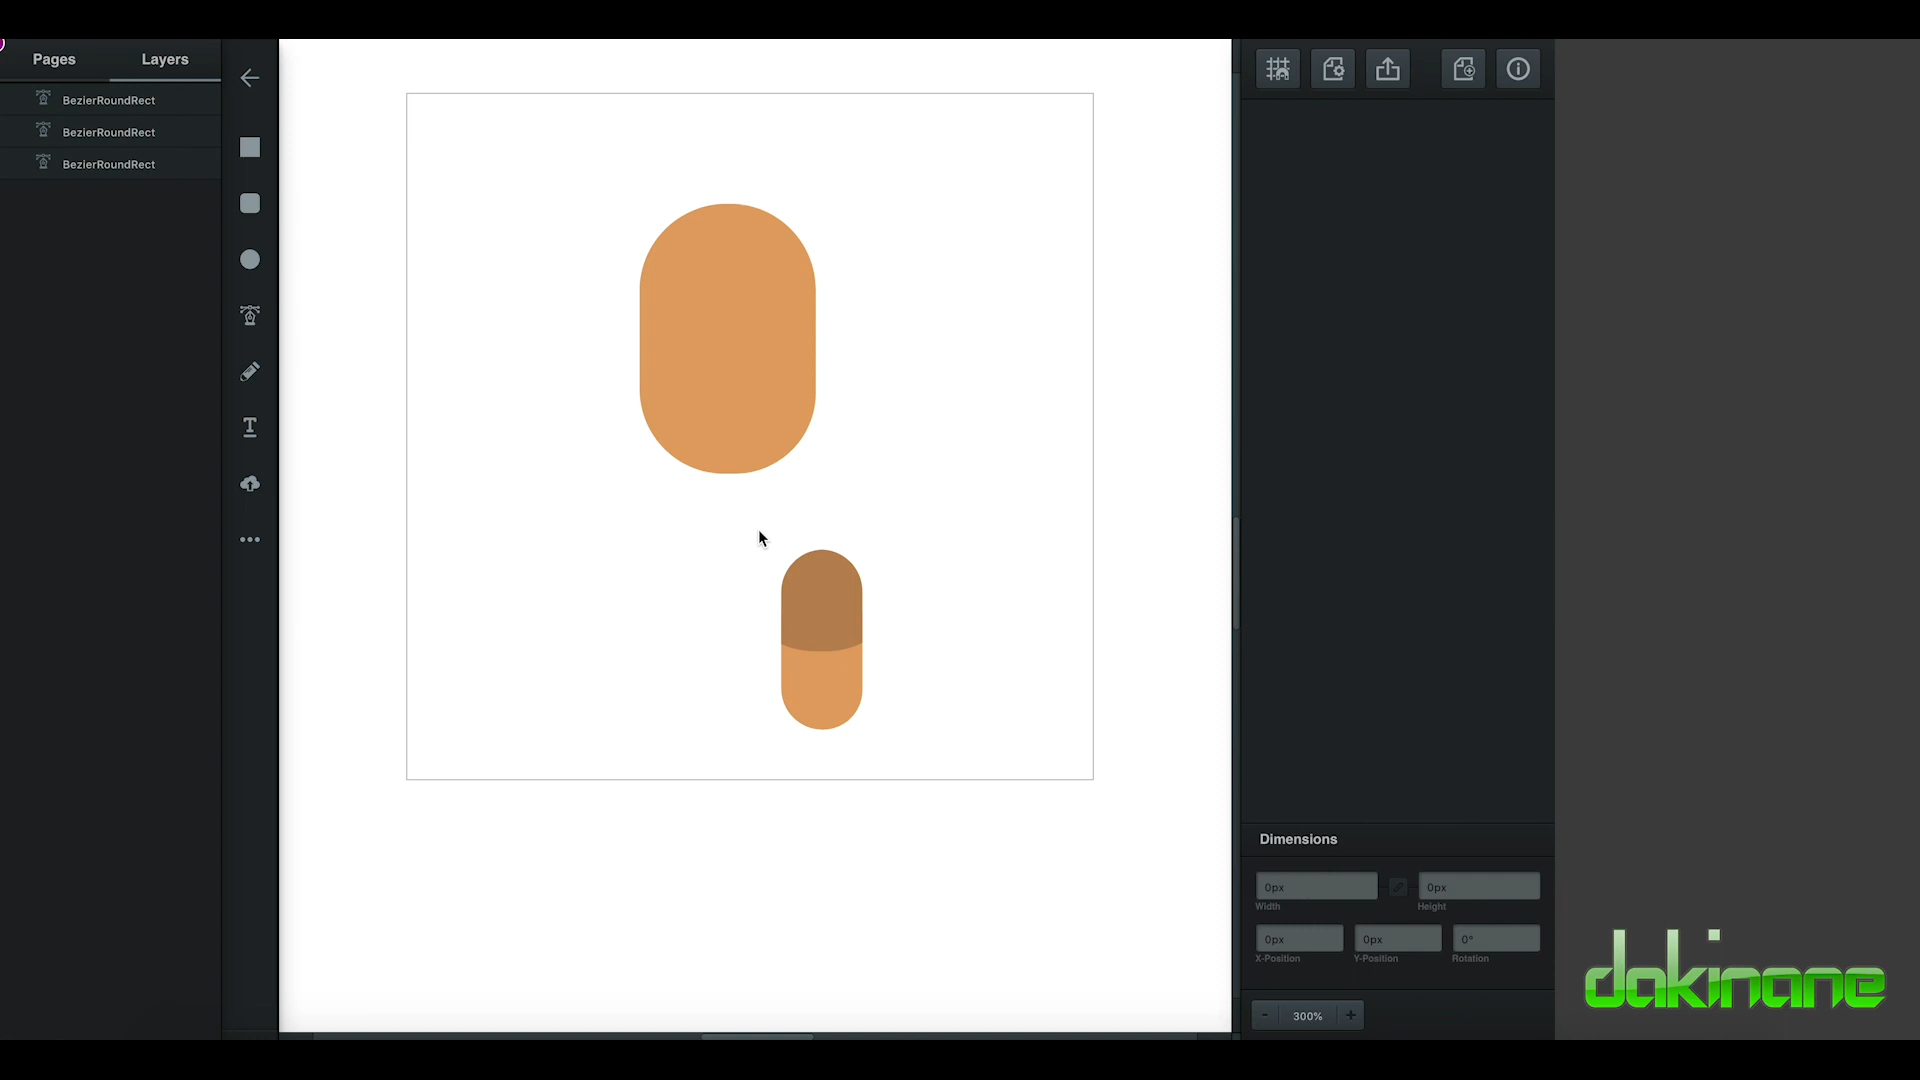 Pages Layers
BezierRoundRect
BezierRoundRect
BezierRoundRect
T
Dimensions
0px 0px
Width Height
0px 0px 0°
X-Position Y-Position Rotation
- 300% +
dakinane